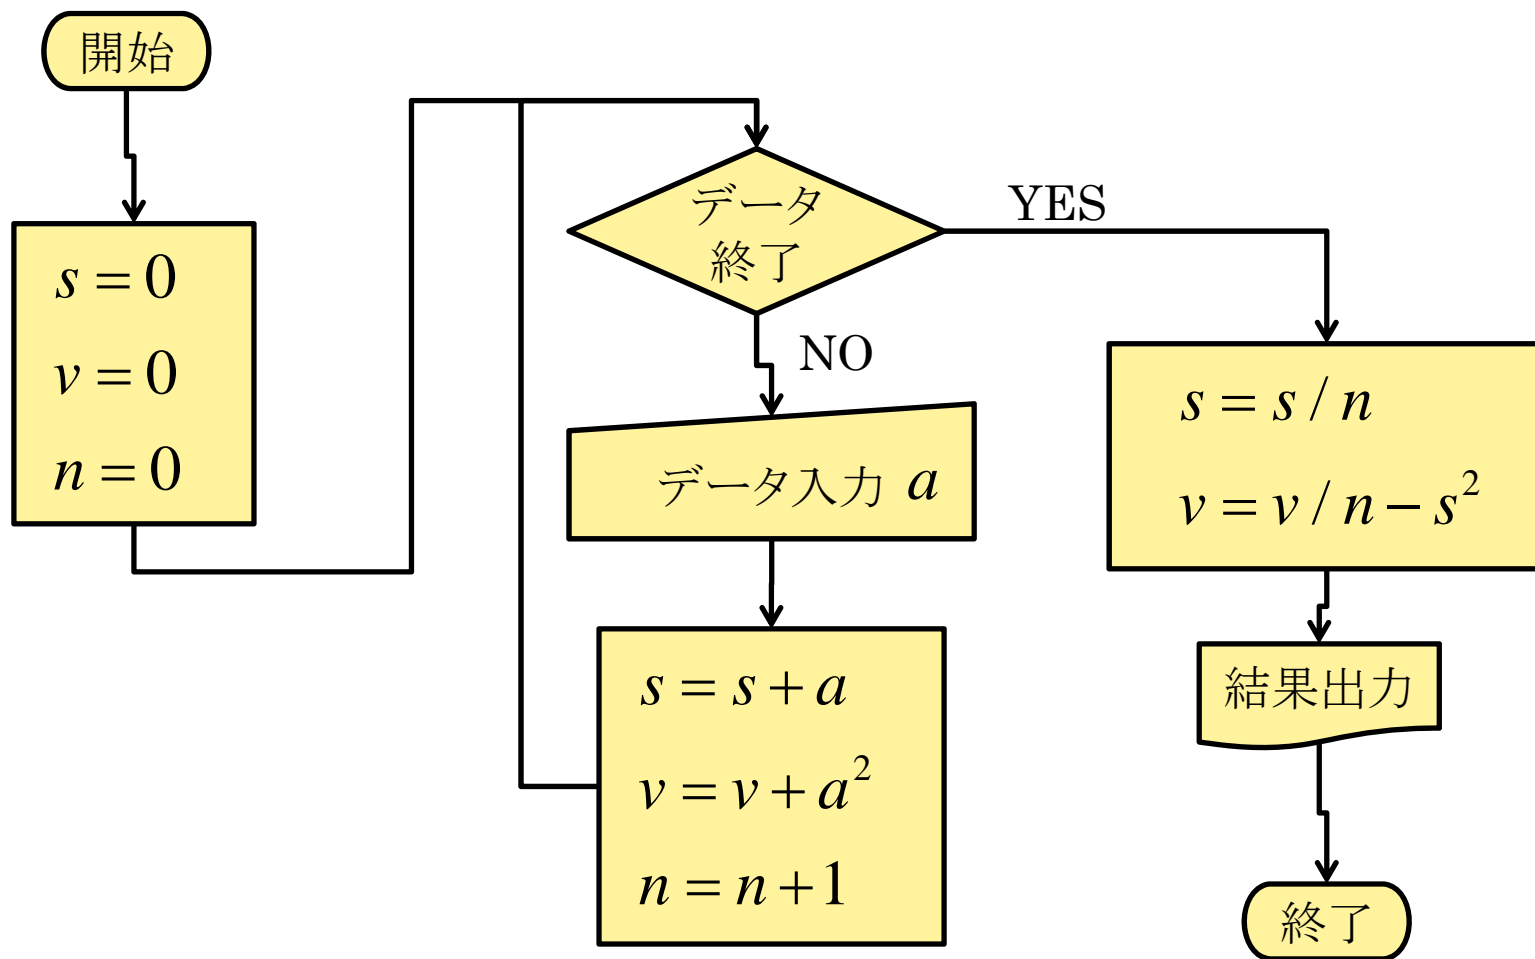 開始
s = 0
v = 0
n = 0
データ
終了
YES
NO
データ入力 a
s = s + a
v = v + a²
n = n + 1
s = s / n
v = v / n − s²
結果出力
終了